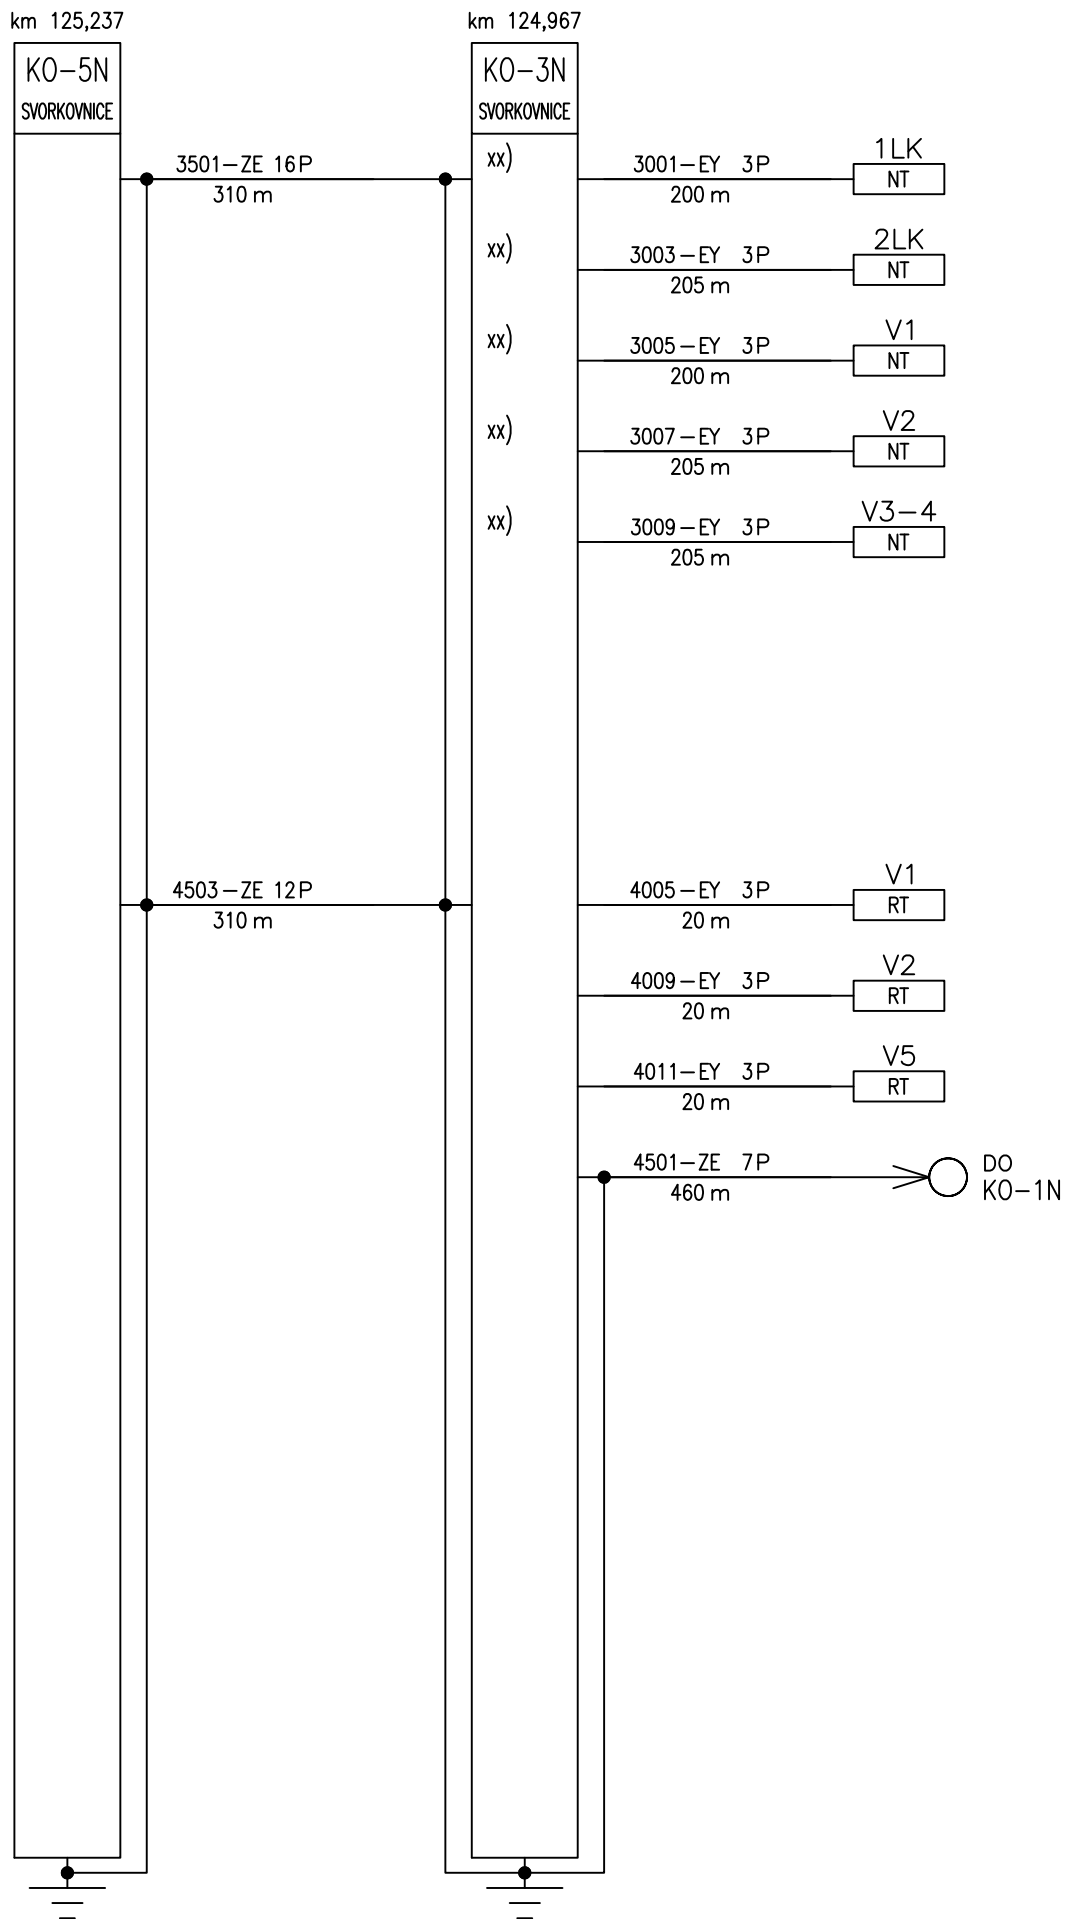 km 125,237
km 124,967
KO-5N
SVORKOVNICE
KO-3N
SVORKOVNICE
3501-ZE 16P
310 m
xx)
3001-EY 3P
200 m
1LK
NT
xx)
3003-EY 3P
205 m
2LK
NT
xx)
3005-EY 3P
200 m
V1
NT
xx)
3007-EY 3P
205 m
V2
NT
xx)
3009-EY 3P
205 m
V3-4
NT
4503-ZE 12P
310 m
4005-EY 3P
20 m
V1
RT
4009-EY 3P
20 m
V2
RT
4011-EY 3P
20 m
V5
RT
4501-ZE 7P
460 m
DO
KO-1N